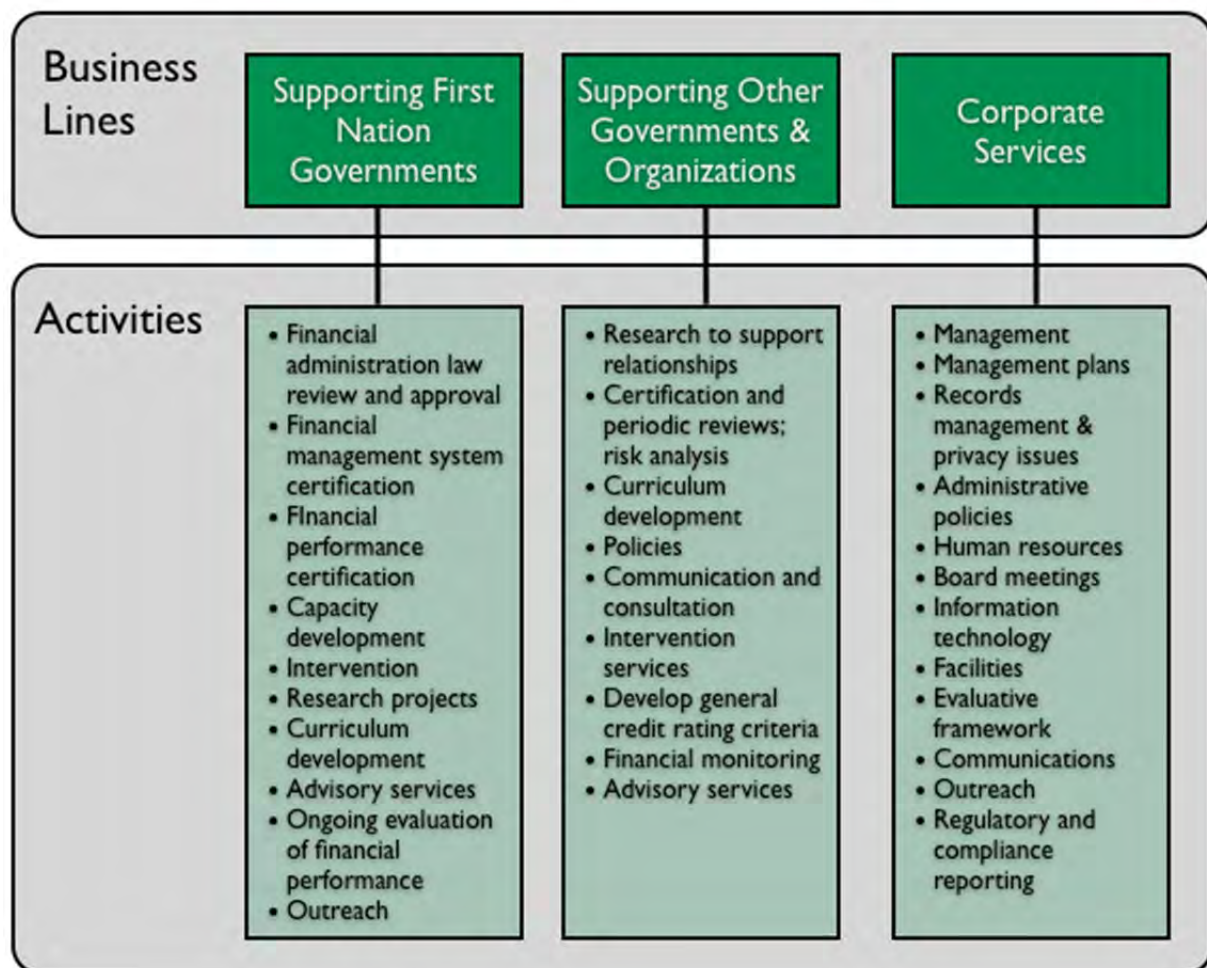 Business
Lines
Supporting First
Nation
Governments
Supporting Other
Governments &
Organizations
Corporate
Services
Activities
• Financial
administration law
review and approval
• Financial
management system
certification
• FInancial
performance
certification
• Capacity
development
• Intervention
• Research projects
• Curriculum
development
• Advisory services
• Ongoing evaluation
of financial
performance
• Outreach
• Research to support
relationships
• Certification and
periodic reviews;
risk analysis
• Curriculum
development
• Policies
• Communication and
consultation
• Intervention
services
• Develop general
credit rating criteria
• Financial monitoring
• Advisory services
• Management
• Management plans
• Records
management &
privacy issues
• Administrative
policies
• Human resources
• Board meetings
• Information
technology
• Facilities
• Evaluative
framework
• Communications
• Outreach
• Regulatory and
compliance
reporting